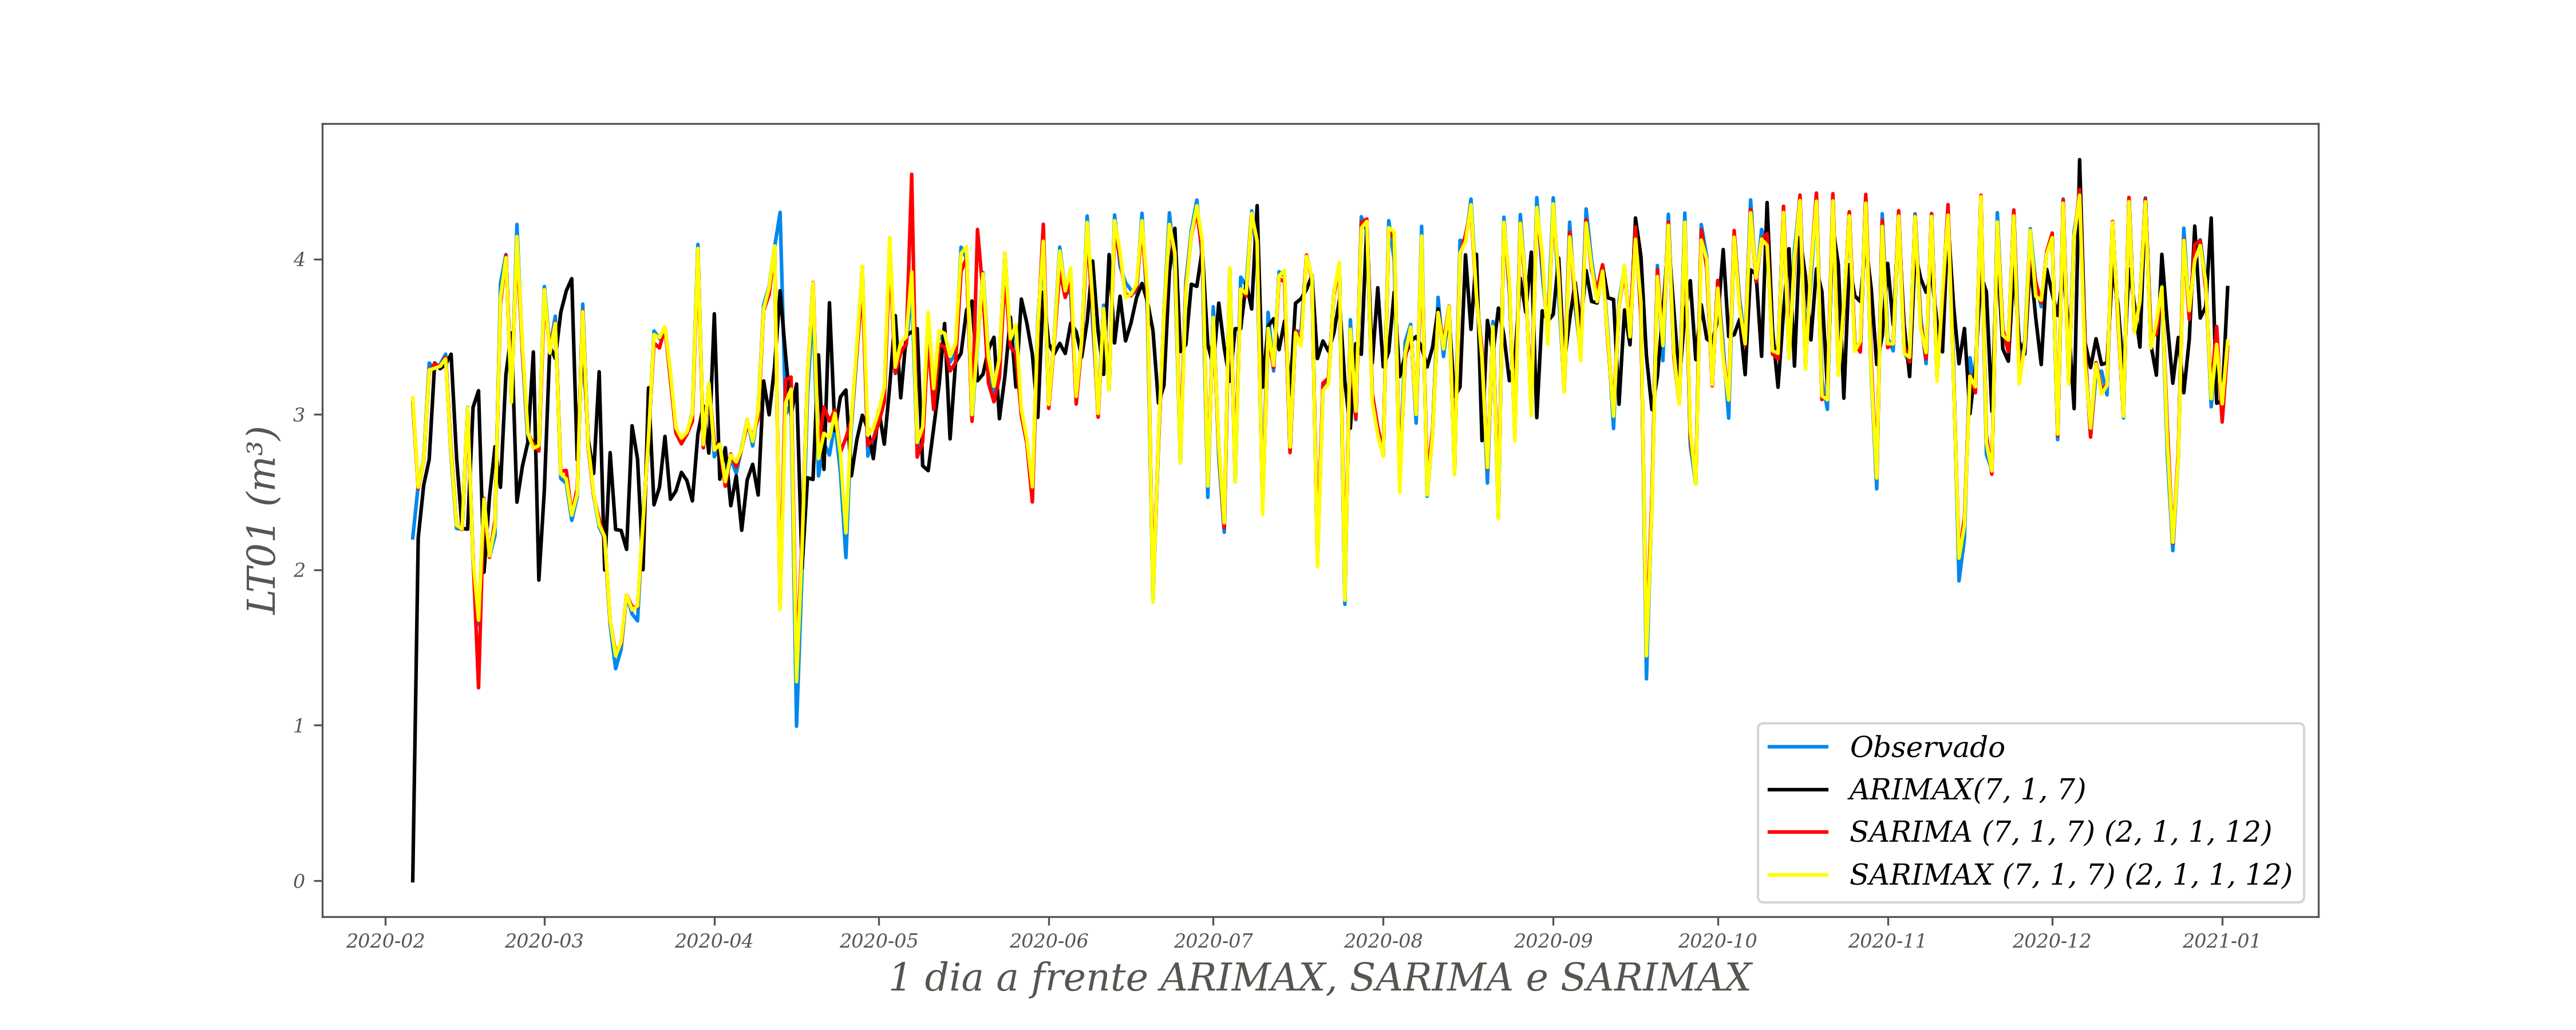 LT01 (m³)
4
3
2
1
0
2020-02 2020-03 2020-04 2020-05 2020-06 2020-07 2020-08 2020-09 2020-10 2020-11 2020-12 2021-01
1 dia a frente ARIMAX, SARIMA e SARIMAX
Observado
ARIMAX(7, 1, 7)
SARIMA (7, 1, 7) (2, 1, 1, 12)
SARIMAX (7, 1, 7) (2, 1, 1, 12)